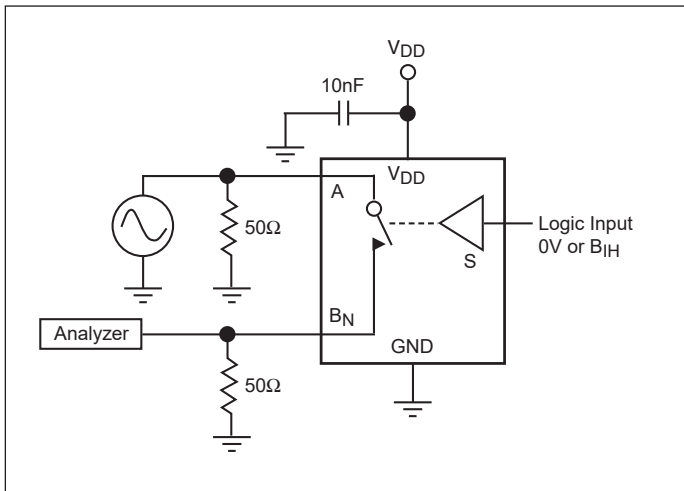 VDD
10nF
VDD
A
50Ω
Logic Input
0V or BIH
S
BN
Analyzer
GND
50Ω